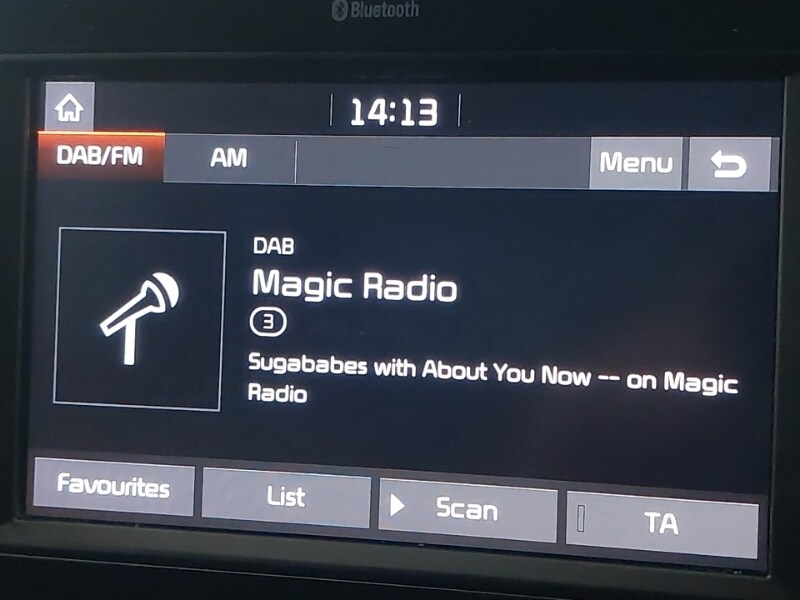 Bluetooth
14:13
DAB/FM AM Menu
DAB
Magic Radio
3
Sugababes with About You Now -- on Magic
Radio
Favourites List Scan TA